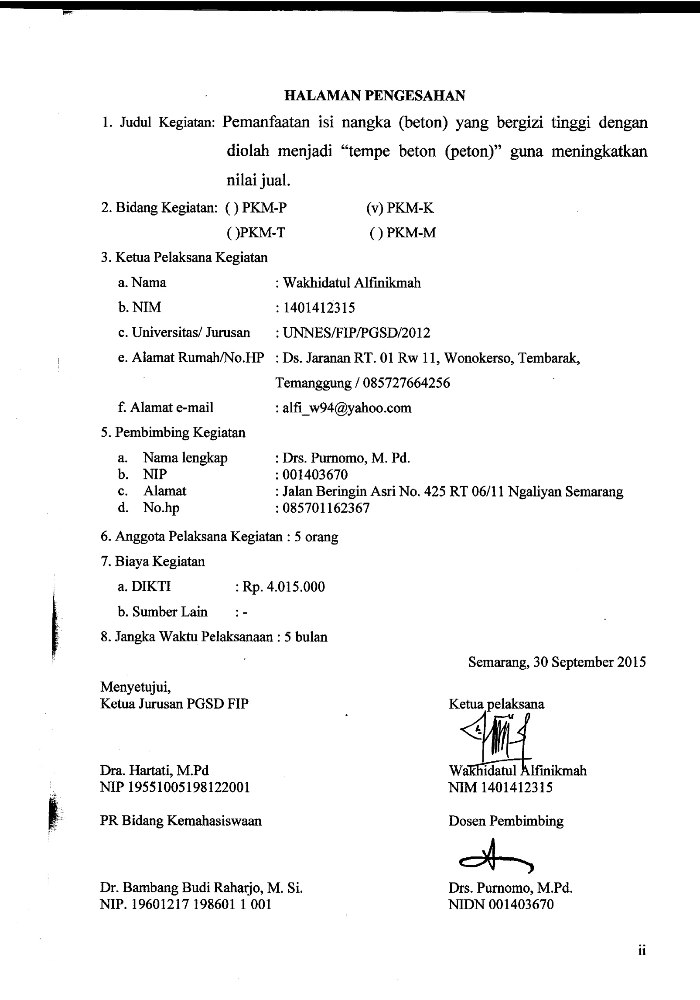 HALAMAN PENGESAHAN
1. Judul Kegiatan: Pemanfaatan isi nangka (beton) yang bergizi tinggi dengan
diolah menjadi “tempe beton (peton)” guna meningkatkan
nilai jual.
2. Bidang Kegiatan: ( ) PKM-P (v) PKM-K
( )PKM-T ( ) PKM-M
3. Ketua Pelaksana Kegiatan
a. Nama : Wakhidatul Alfinikmah
b. NIM : 1401412315
c. Universitas/ Jurusan : UNNES/FIP/PGSD/2012
e. Alamat Rumah/No.HP : Ds. Jaranan RT. 01 Rw 11, Wonokerso, Tembarak,
Temanggung / 085727664256
f. Alamat e-mail : alfi_w94@yahoo.com
5. Pembimbing Kegiatan
a. Nama lengkap : Drs. Purnomo, M. Pd.
b. NIP : 001403670
c. Alamat : Jalan Beringin Asri No. 425 RT 06/11 Ngaliyan Semarang
d. No.hp : 085701162367
6. Anggota Pelaksana Kegiatan : 5 orang
7. Biaya Kegiatan
a. DIKTI : Rp. 4.015.000
b. Sumber Lain : -
8. Jangka Waktu Pelaksanaan : 5 bulan
Semarang, 30 September 2015
Menyetujui,
Ketua Jurusan PGSD FIP Ketua pelaksana
Dra. Hartati, M.Pd Wakhidatul Alfinikmah
NIP 19551005198122001 NIM 1401412315
PR Bidang Kemahasiswaan Dosen Pembimbing
Dr. Bambang Budi Raharjo, M. Si. Drs. Purnomo, M.Pd.
NIP. 19601217 198601 1 001 NIDN 001403670
ii